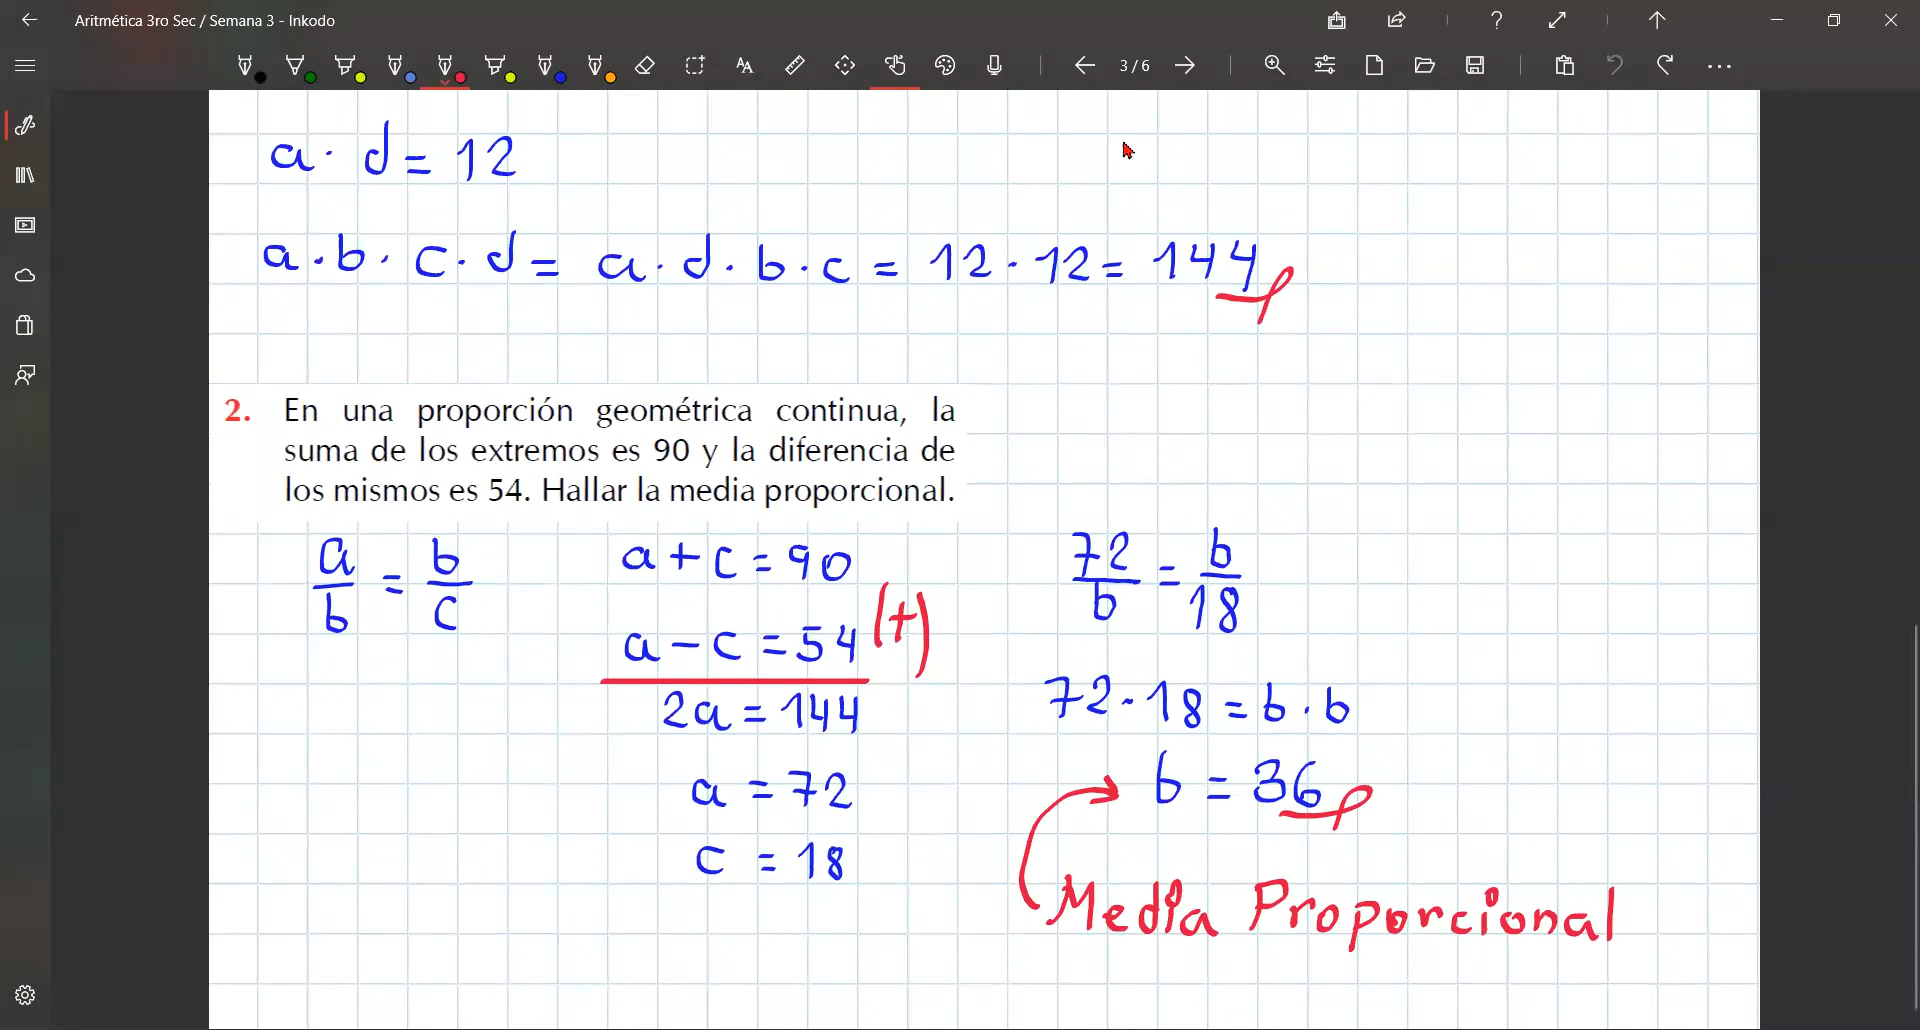 Aritmética 3ro Sec / Semana 3 - Inkodo
3 / 6
a · d = 12
a · b · c · d = a · d · b · c = 12 · 12 = 144
2. En una proporción geométrica continua, la
suma de los extremos es 90 y la diferencia de
los mismos es 54. Hallar la media proporcional.
a/b = b/c
a + c = 90
a - c = 54 (+)
2a = 144
a = 72
c = 18
72/b = b/18
72 · 18 = b · b
b = 36
Media Proporcional